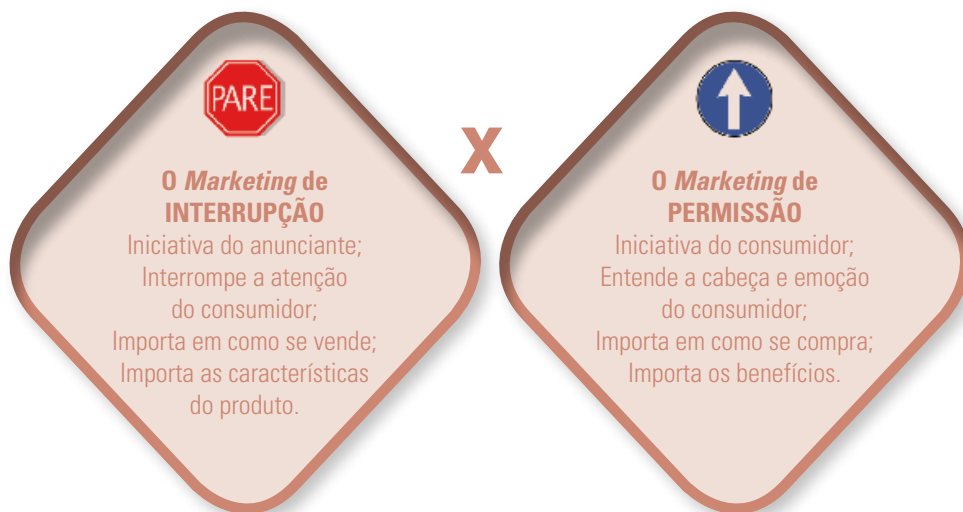 PARE
O Marketing de
INTERRUPÇÃO
Iniciativa do anunciante;
Interrompe a atenção
do consumidor;
Importa em como se vende;
Importa as características
do produto.
X
O Marketing de
PERMISSÃO
Iniciativa do consumidor;
Entende a cabeça e emoção
do consumidor;
Importa em como se compra;
Importa os benefícios.